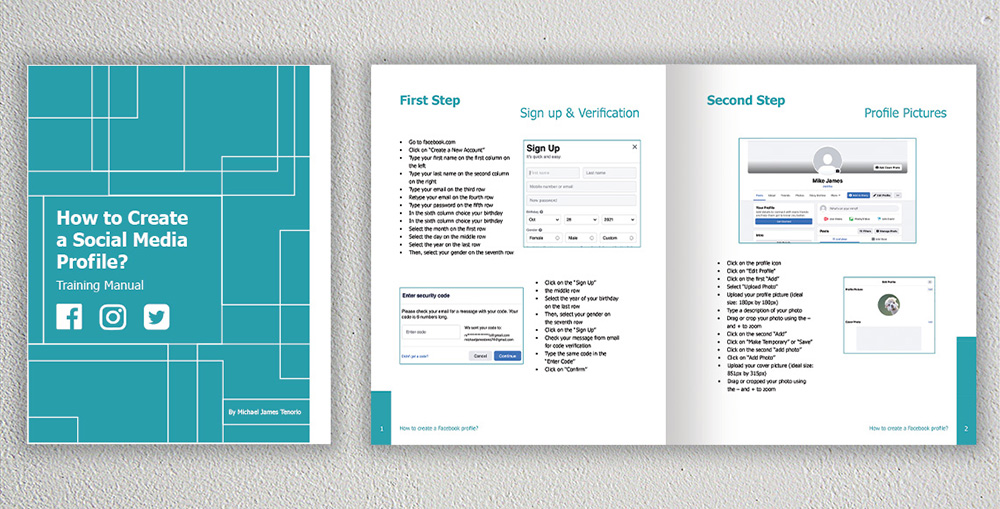 How to Create
a Social Media
Profile?
Training Manual
By Michael James Tenorio
First Step
Sign up & Verification
• Go to facebook.com
• Click on "Create a New Account"
• Type your first name on the first column on
the left
• Type your last name on the second column
on the right
• Type your email on the third row
• Retype your email on the fourth row
• Type your password on the fifth row
• In the sixth column choose your birthday
• In the sixth column choose your birthday
• Select the month on the first row
• Select the day on the middle row
• Select the year on the last row
• Then, select your gender on the seventh row
Sign Up
It's quick and easy.
First name
Last name
Mobile number or email
New password
Birthday
Oct
26
2021
Gender
Female
Male
Custom
Enter security code
Please check your email for a message with your code. Your
code is 6 numbers long.
Enter code
We sent your code to:
Didn't get a code?
Cancel
Continue
• Click on the "Sign Up"
• the middle row
• Select the year of your birthday
on the last row
• Then, select your gender on
the seventh row
• Click on the "Sign Up"
• Check your message from email
for code verification
• Type the same code in the
"Enter Code"
• Click on "Confirm"
1
How to create a Facebook profile?
Second Step
Profile Pictures
Mike James
Edit Profile
Your Profile
Intro
Posts
Filters
Manage Posts
• Click on the profile icon
• Click on "Edit Profile"
• Click on the first "Add"
• Select "Upload Photo"
• Upload your profile picture (ideal
size: 180px by 180px)
• Type a description of your photo
• Drag or crop your photo using the –
and + to zoom
• Click on the second "Add"
• Click on "Make Temporary" or "Save"
• Click on the second "add photo"
• Click on "Add Photo"
• Upload your cover picture (ideal size:
851px by 315px)
• Drag or cropped your photo using
the – and + to zoom
Edit Profile
Profile Picture
Cover Photo
How to create a Facebook profile?
2